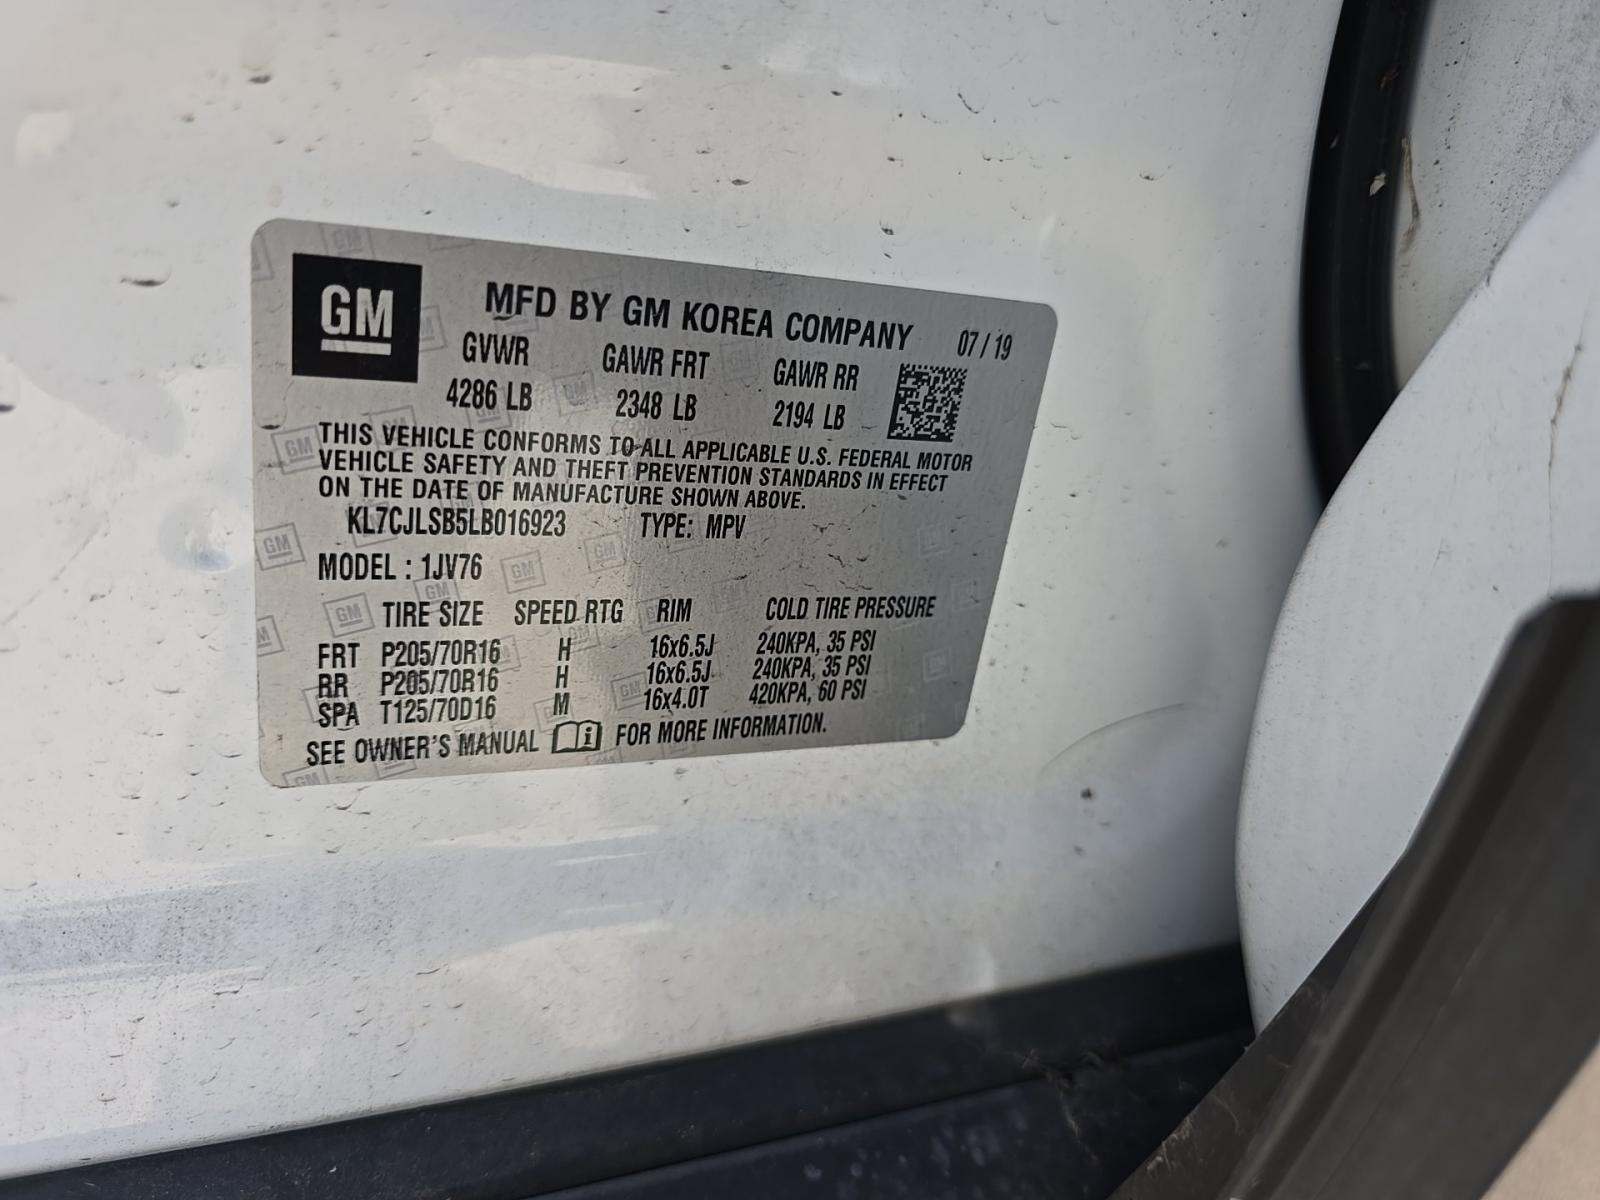 GM
MFD BY GM KOREA COMPANY 07/19
GVWR GAWR FRT GAWR RR
4286 LB 2348 LB 2194 LB
THIS VEHICLE CONFORMS TO ALL APPLICABLE U.S. FEDERAL MOTOR
VEHICLE SAFETY AND THEFT PREVENTION STANDARDS IN EFFECT
ON THE DATE OF MANUFACTURE SHOWN ABOVE.
KL7CJLSB5LB016923 TYPE: MPV
MODEL : 1JV76
TIRE SIZE SPEED RTG RIM COLD TIRE PRESSURE
FRT P205/70R16 H 16x6.5J 240KPA, 35 PSI
RR P205/70R16 H 16x6.5J 240KPA, 35 PSI
SPA T125/70D16 M 16x4.0T 420KPA, 60 PSI
SEE OWNER'S MANUAL i FOR MORE INFORMATION.